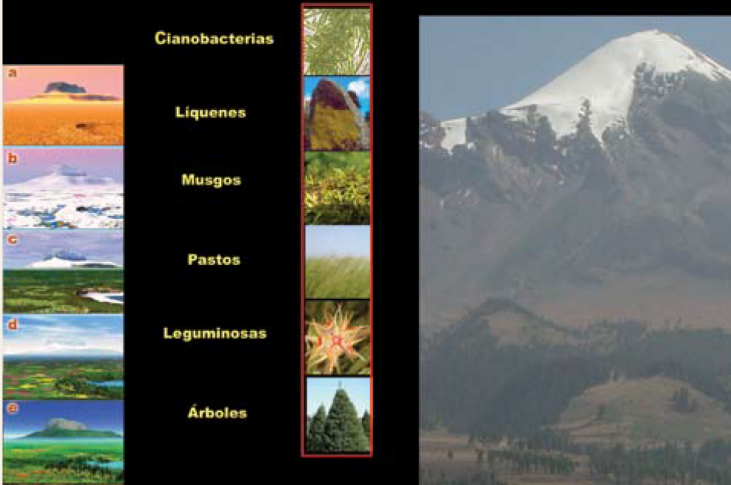 Cianobacterias
a
Líquenes
b
Musgos
c
Pastos
d
Leguminosas
e
Árboles